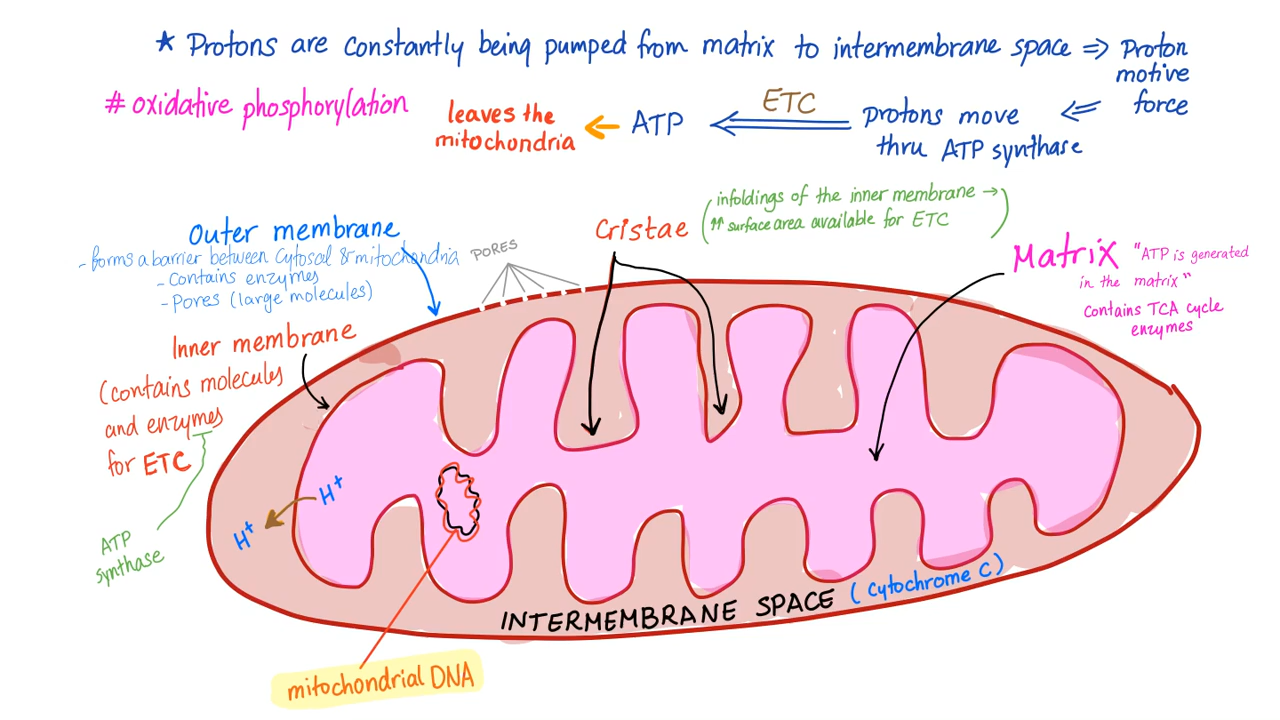 ★ Protons are constantly being pumped from matrix to intermembrane space ⇒ Proton
motive
force
# oxidative phosphorylation
leaves the
mitochondria
← ATP
ETC
⇐
Protons move
thru ATP synthase
⇐
Outer membrane
- forms a barrier between cytosol & mitochondria
- Contains enzymes
- Pores (large molecules)
PORES
Cristae
(infoldings of the inner membrane →
⇈ surface area available for ETC)
Matrix "ATP is generated
in the matrix"
Contains TCA cycle
enzymes
Inner membrane
(contains molecules
and enzymes
for ETC
ATP
synthase
H+
H+
INTERMEMBRANE SPACE (Cytochrome C)
mitochondrial DNA